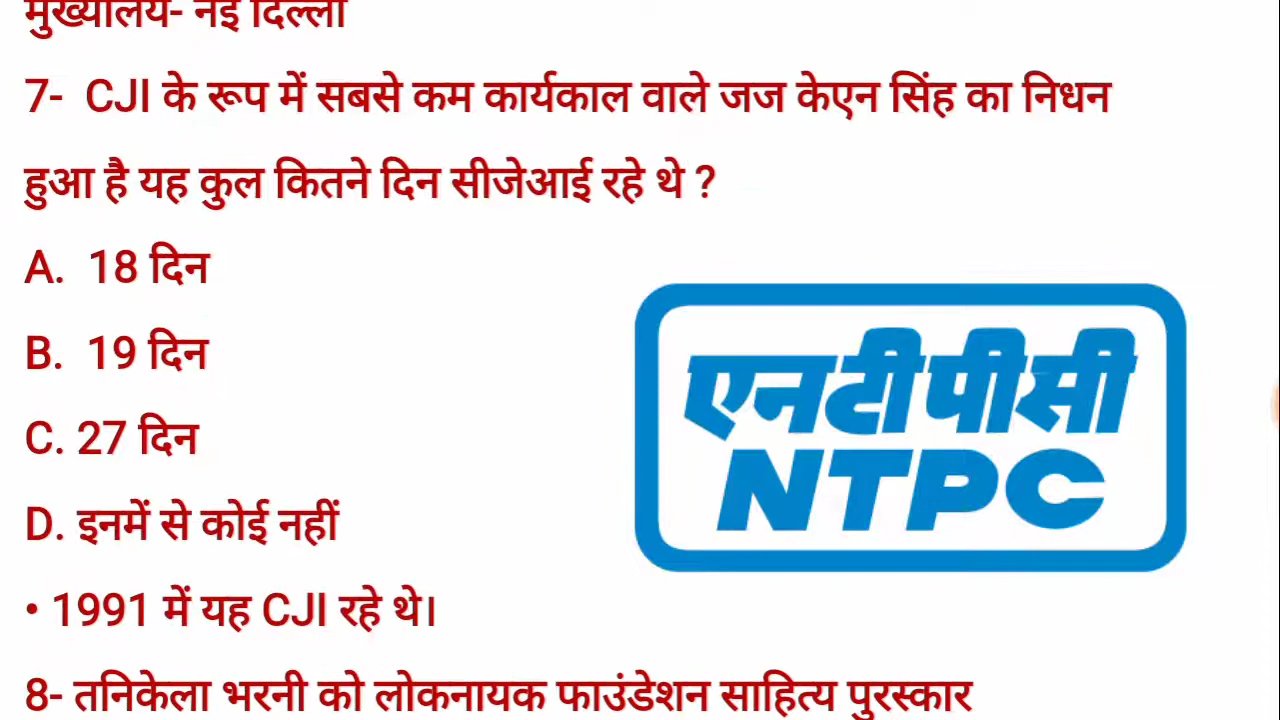 मुख्यालय- नई दिल्ली
7- CJI के रूप में सबसे कम कार्यकाल वाले जज केएन सिंह का निधन
हुआ है यह कुल कितने दिन सीजेआई रहे थे ?
A. 18 दिन
B. 19 दिन
C. 27 दिन
D. इनमें से कोई नहीं
• 1991 में यह CJI रहे थे।
8- तनिकेला भरनी को लोकनायक फाउंडेशन साहित्य पुरस्कार
एनटीपीसी
NTPC